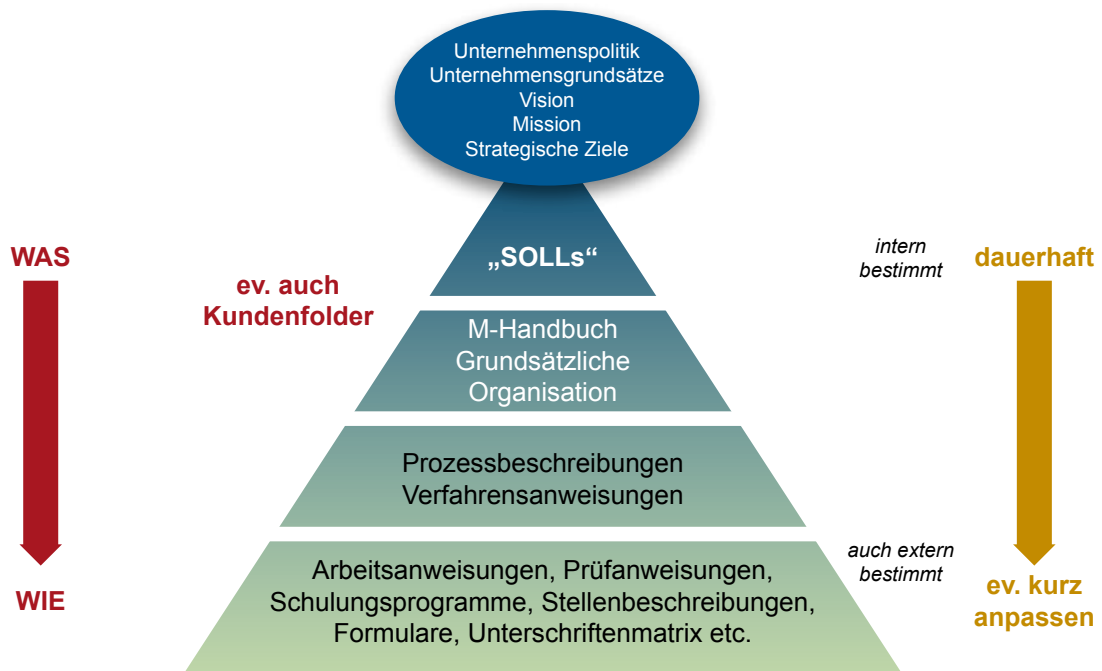 Unternehmenspolitik
Unternehmensgrundsätze
Vision
Mission
Strategische Ziele
WAS
„SOLLs“
intern
bestimmt
dauerhaft
ev. auch
Kundenfolder
M-Handbuch
Grundsätzliche
Organisation
Prozessbeschreibungen
Verfahrensanweisungen
auch extern
bestimmt
WIE
Arbeitsanweisungen, Prüfanweisungen,
Schulungsprogramme, Stellenbeschreibungen,
Formulare, Unterschriftenmatrix etc.
ev. kurz
anpassen